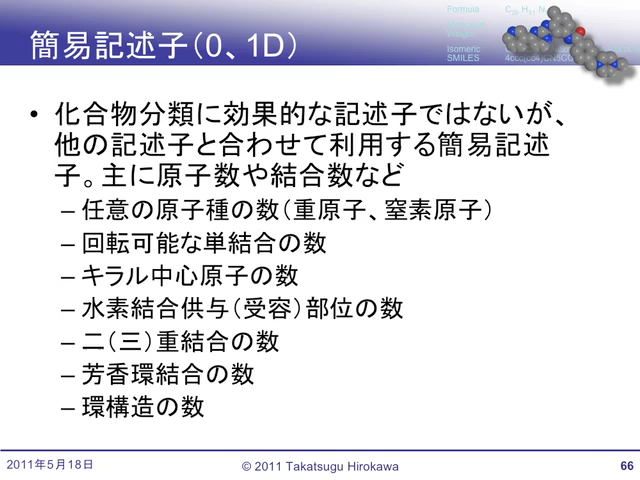 Formula C29 H31 N
簡易記述子（0、1D）
Isomeric
SMILES
• 化合物分類に効果的な記述子ではないが、
他の記述子と合わせて利用する簡易記述
子。主に原子数や結合数など
– 任意の原子種の数（重原子、窒素原子）
– 回転可能な単結合の数
– キラル中心原子の数
– 水素結合供与（受容）部位の数
– 二（三）重結合の数
– 芳香環結合の数
– 環構造の数
2011年5月18日
© 2011 Takatsugu Hirokawa
66